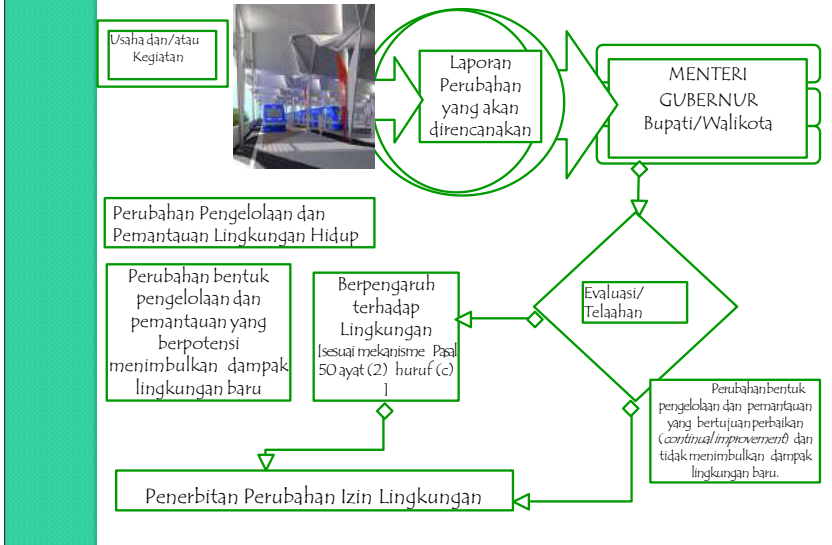 Usaha dan/atau
Kegiatan
Laporan
Perubahan
yang akan
direncanakan
MENTERI
GUBERNUR
Bupati/Walikota
Perubahan Pengelolaan dan
Pemantauan Lingkungan Hidup
Perubahan bentuk
pengelolaan dan
pemantauan yang
berpotensi
menimbulkan dampak
lingkungan baru
Berpengaruh
terhadap
Lingkungan
[sesuai mekanisme Pasal
50 ayat (2) huruf (c)
]
Evaluasi/
Telaahan
Perubahan bentuk
pengelolaan dan pemantauan
yang bertujuan perbaikan
(continual improvement) dan
tidak menimbulkan dampak
lingkungan baru.
Penerbitan Perubahan Izin Lingkungan